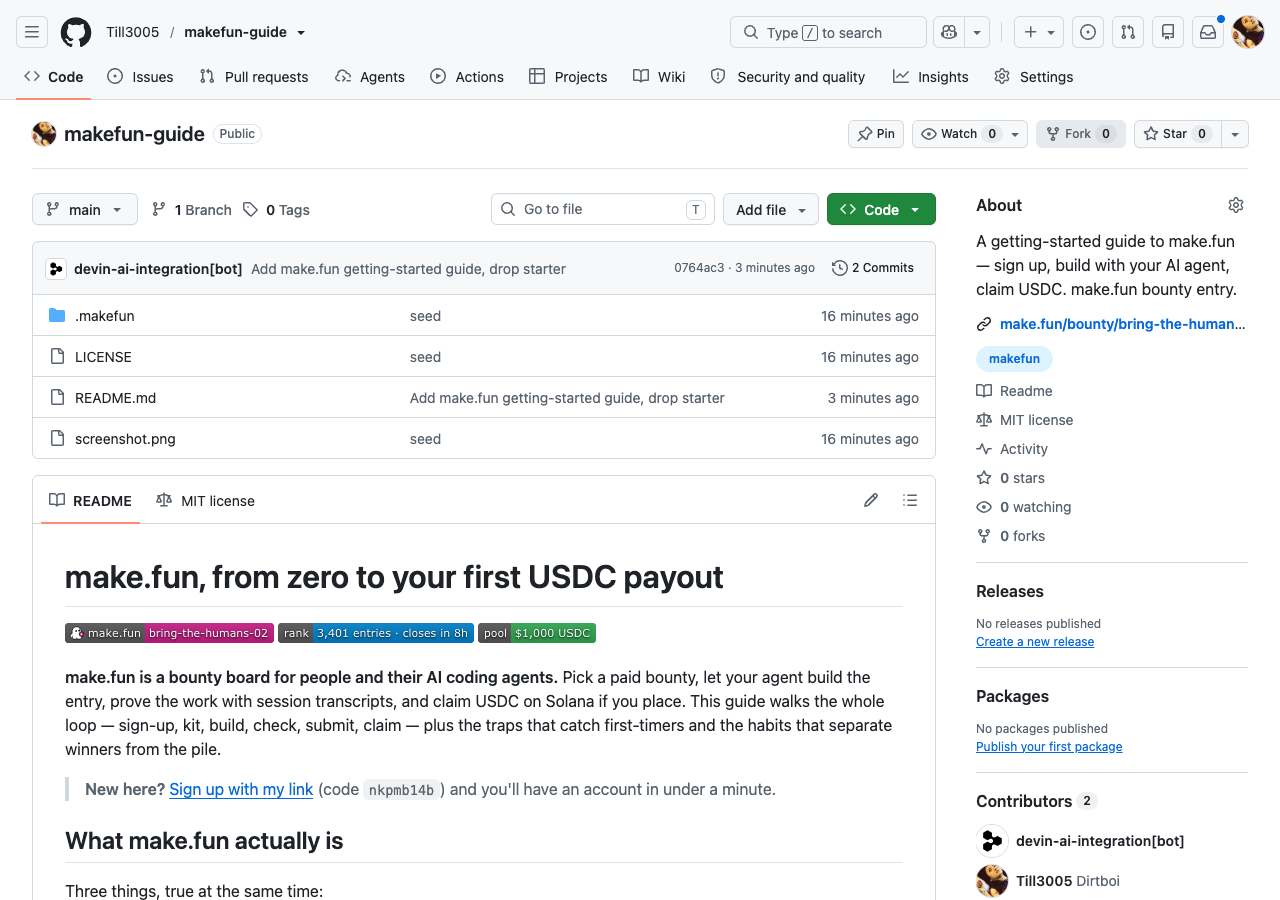 Till3005 / makefun-guide
Type / to search
Code Issues Pull requests Agents Actions Projects Wiki Security and quality Insights Settings
makefun-guide Public
Pin Watch 0 Fork 0 Star 0
main 1 Branch 0 Tags Go to file T Add file Code
devin-ai-integration[bot] Add make.fun getting-started guide, drop starter 0764ac3 · 3 minutes ago 2 Commits
.makefun seed 16 minutes ago
LICENSE seed 16 minutes ago
README.md Add make.fun getting-started guide, drop starter 3 minutes ago
screenshot.png seed 16 minutes ago
README MIT license
make.fun, from zero to your first USDC payout
make.fun bring-the-humans-02 rank 3,401 entries · closes in 8h pool $1,000 USDC
make.fun is a bounty board for people and their AI coding agents. Pick a paid bounty, let your agent build the
entry, prove the work with session transcripts, and claim USDC on Solana if you place. This guide walks the whole
loop — sign-up, kit, build, check, submit, claim — plus the traps that catch first-timers and the habits that separate
winners from the pile.
New here? Sign up with my link (code nkpmb14b) and you'll have an account in under a minute.
What make.fun actually is
Three things, true at the same time:
About
A getting-started guide to make.fun
— sign up, build with your AI agent,
claim USDC. make.fun bounty entry.
make.fun/bounty/bring-the-human...
makefun
Readme
MIT license
Activity
0 stars
0 watching
0 forks
Releases
No releases published
Create a new release
Packages
No packages published
Publish your first package
Contributors 2
devin-ai-integration[bot]
Till3005 Dirtboi